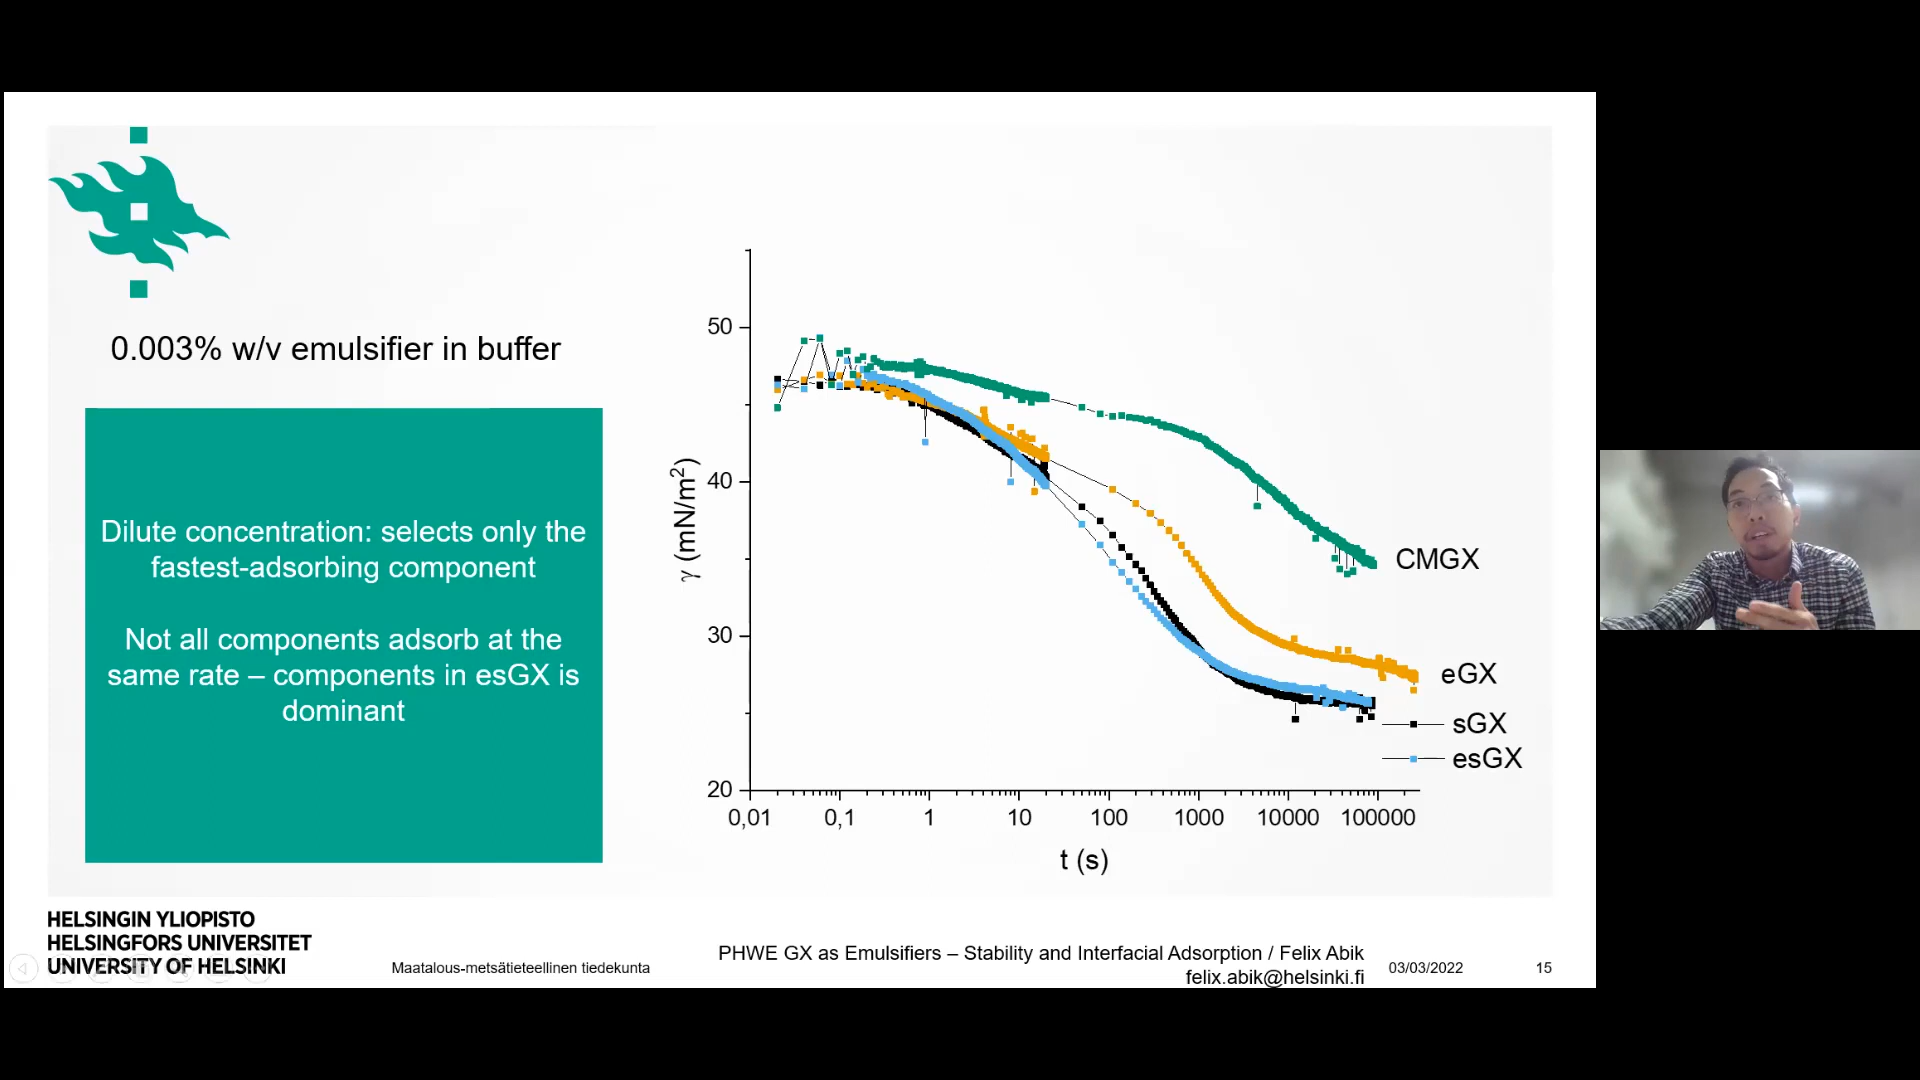 0.003% w/v emulsifier in buffer
Dilute concentration: selects only the
fastest-adsorbing component
Not all components adsorb at the
same rate – components in esGX is
dominant
50
40
30
20
γ (mN/m²)
0,01 0,1 1 10 100 1000 10000 100000
t (s)
CMGX
eGX
sGX
esGX
HELSINGIN YLIOPISTO
HELSINGFORS UNIVERSITET
UNIVERSITY OF HELSINKI
Maatalous-metsätieteellinen tiedekunta
PHWE GX as Emulsifiers – Stability and Interfacial Adsorption / Felix Abik
felix.abik@helsinki.fi
03/03/2022
15